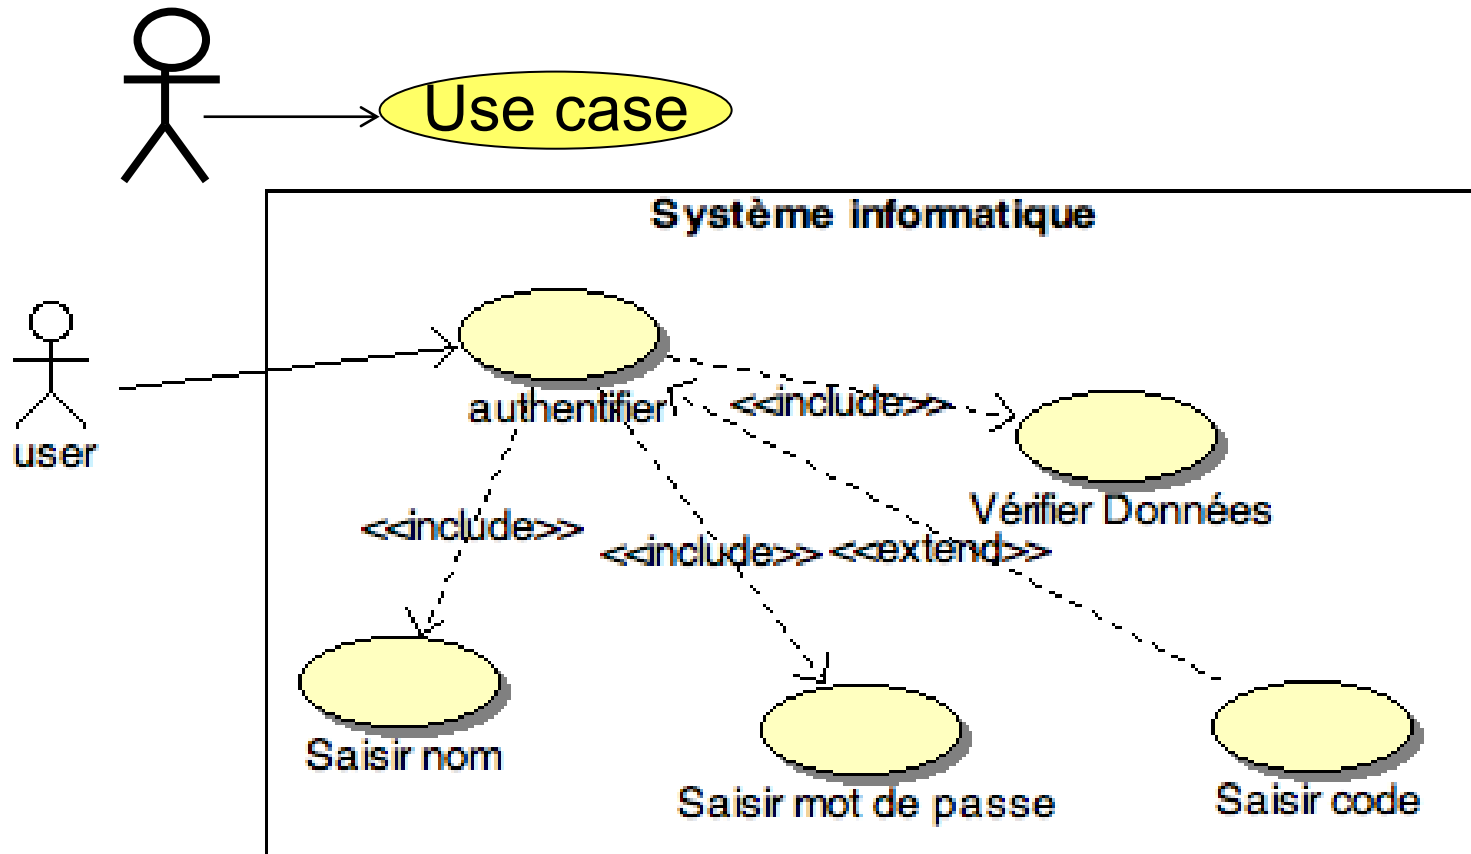 Use case
Système informatique
authentifier
<<include>>
user
Vérifier Données
<<include>>
<<include>>
<<extend>>
Saisir nom
Saisir mot de passe
Saisir code